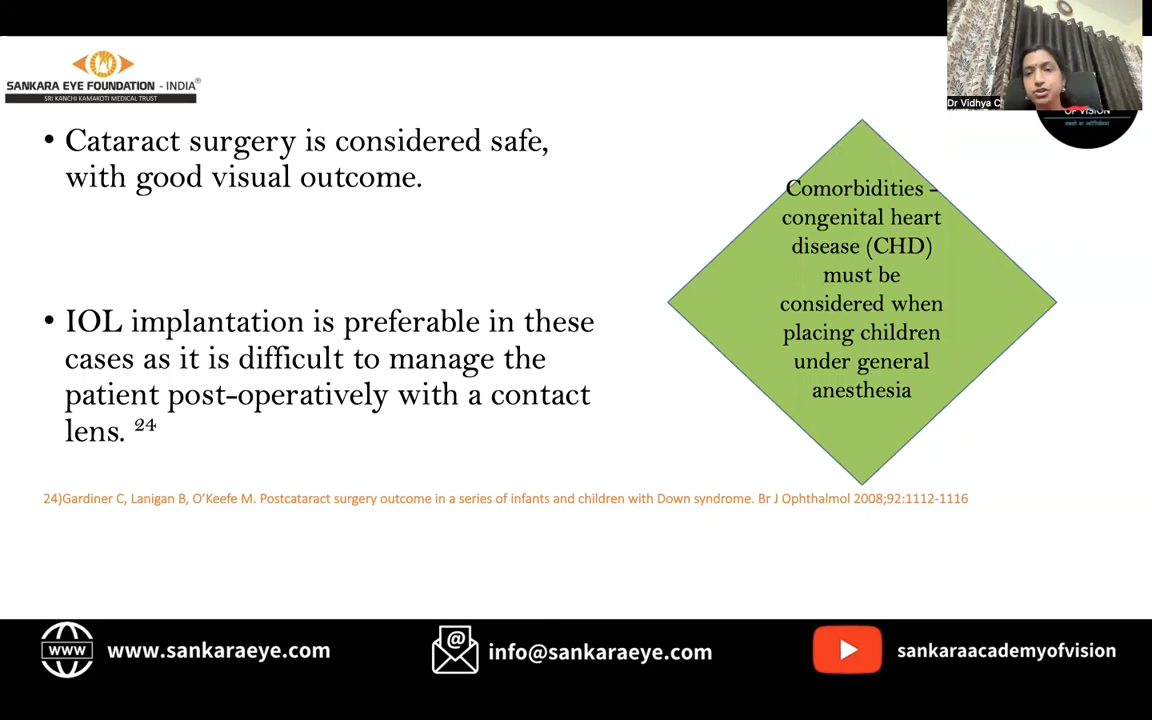 SANKARA EYE FOUNDATION - INDIA®
SRI KANCHI KAMAKOTI MEDICAL TRUST
Dr Vidhya C
OF VISION
• Cataract surgery is considered safe,
with good visual outcome.
• IOL implantation is preferable in these
cases as it is difficult to manage the
patient post-operatively with a contact
lens. 24
Comorbidities -
congenital heart
disease (CHD)
must be
considered when
placing children
under general
anesthesia
24)Gardiner C, Lanigan B, O’Keefe M. Postcataract surgery outcome in a series of infants and children with Down syndrome. Br J Ophthalmol 2008;92:1112-1116
www
www.sankaraeye.com
@
info@sankaraeye.com
sankaraacademyofvision